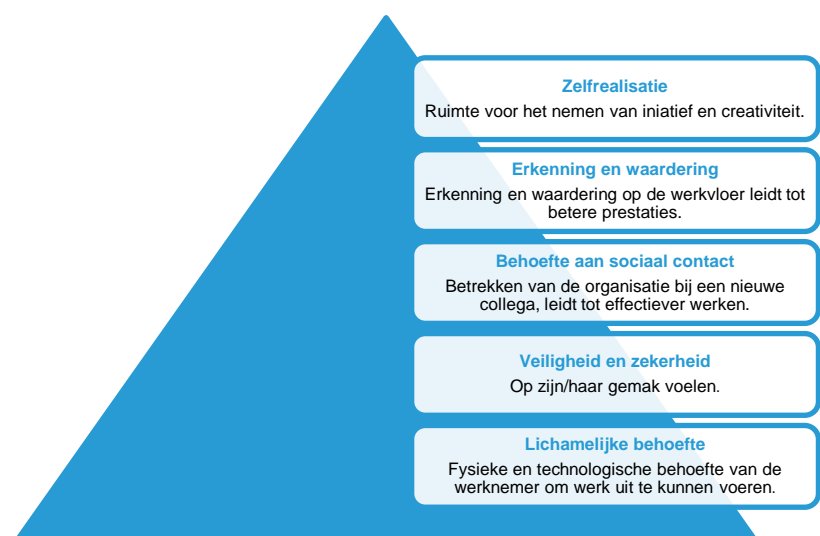 Zelfrealisatie
Ruimte voor het nemen van iniatief en creativiteit.
Erkenning en waardering
Erkenning en waardering op de werkvloer leidt tot
betere prestaties.
Behoefte aan sociaal contact
Betrekken van de organisatie bij een nieuwe
collega, leidt tot effectiever werken.
Veiligheid en zekerheid
Op zijn/haar gemak voelen.
Lichamelijke behoefte
Fysieke en technologische behoefte van de
werknemer om werk uit te kunnen voeren.